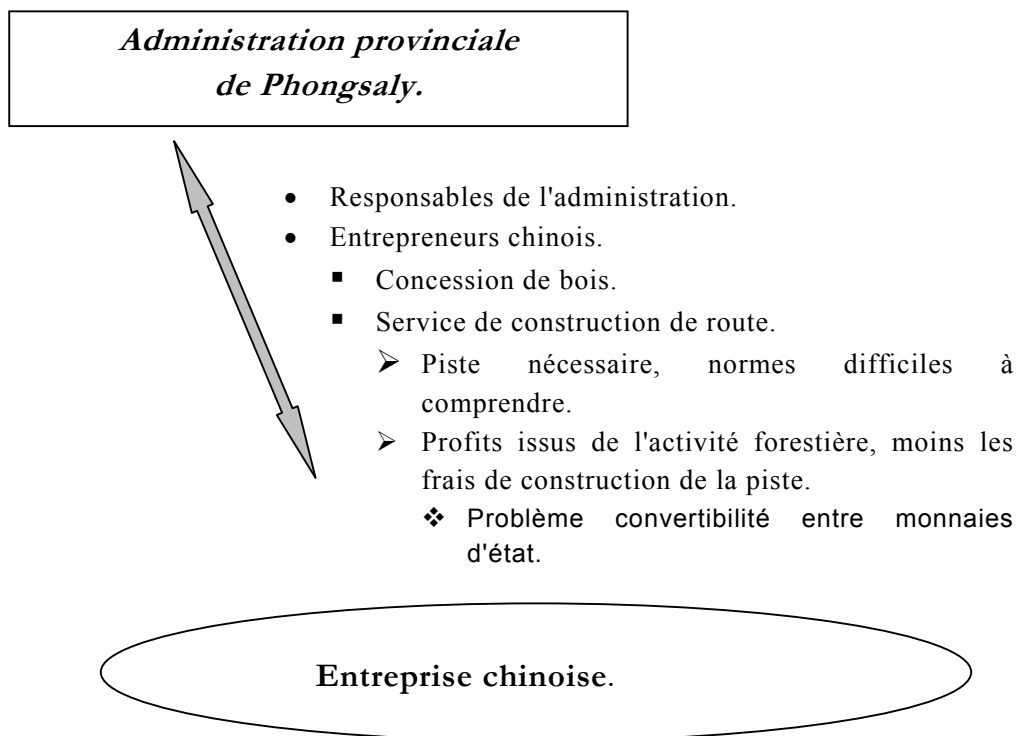 Administration provinciale
de Phongsaly.
• Responsables de l'administration.
• Entrepreneurs chinois.
▪ Concession de bois.
▪ Service de construction de route.
➢ Piste nécessaire, normes difficiles à
comprendre.
➢ Profits issus de l'activité forestière, moins les
frais de construction de la piste.
❖ Problème convertibilité entre monnaies
d'état.
Entreprise chinoise.